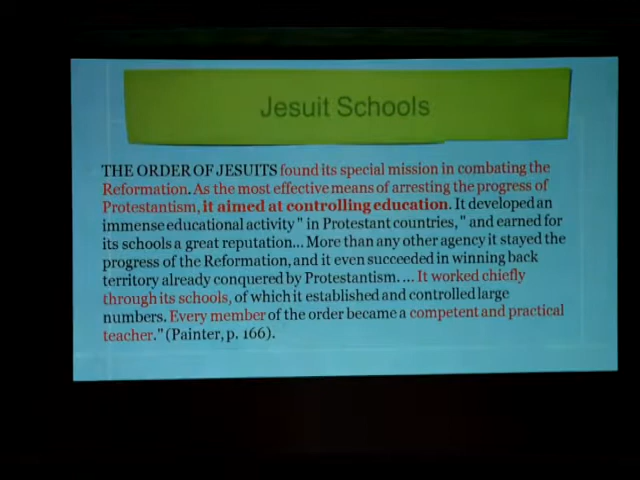 Jesuit Schools
THE ORDER OF JESUITS found its special mission in combating the
Reformation. As the most effective means of arresting the progress of
Protestantism, it aimed at controlling education. It developed an
immense educational activity" in Protestant countries," and earned for
its schools a great reputation... More than any other agency it stayed the
progress of the Reformation, and it even succeeded in winning back
territory already conquered by Protestantism. ... It worked chiefly
through its schools, of which it established and controlled large
numbers. Every member of the order became a competent and practical
teacher." (Painter, p. 166).